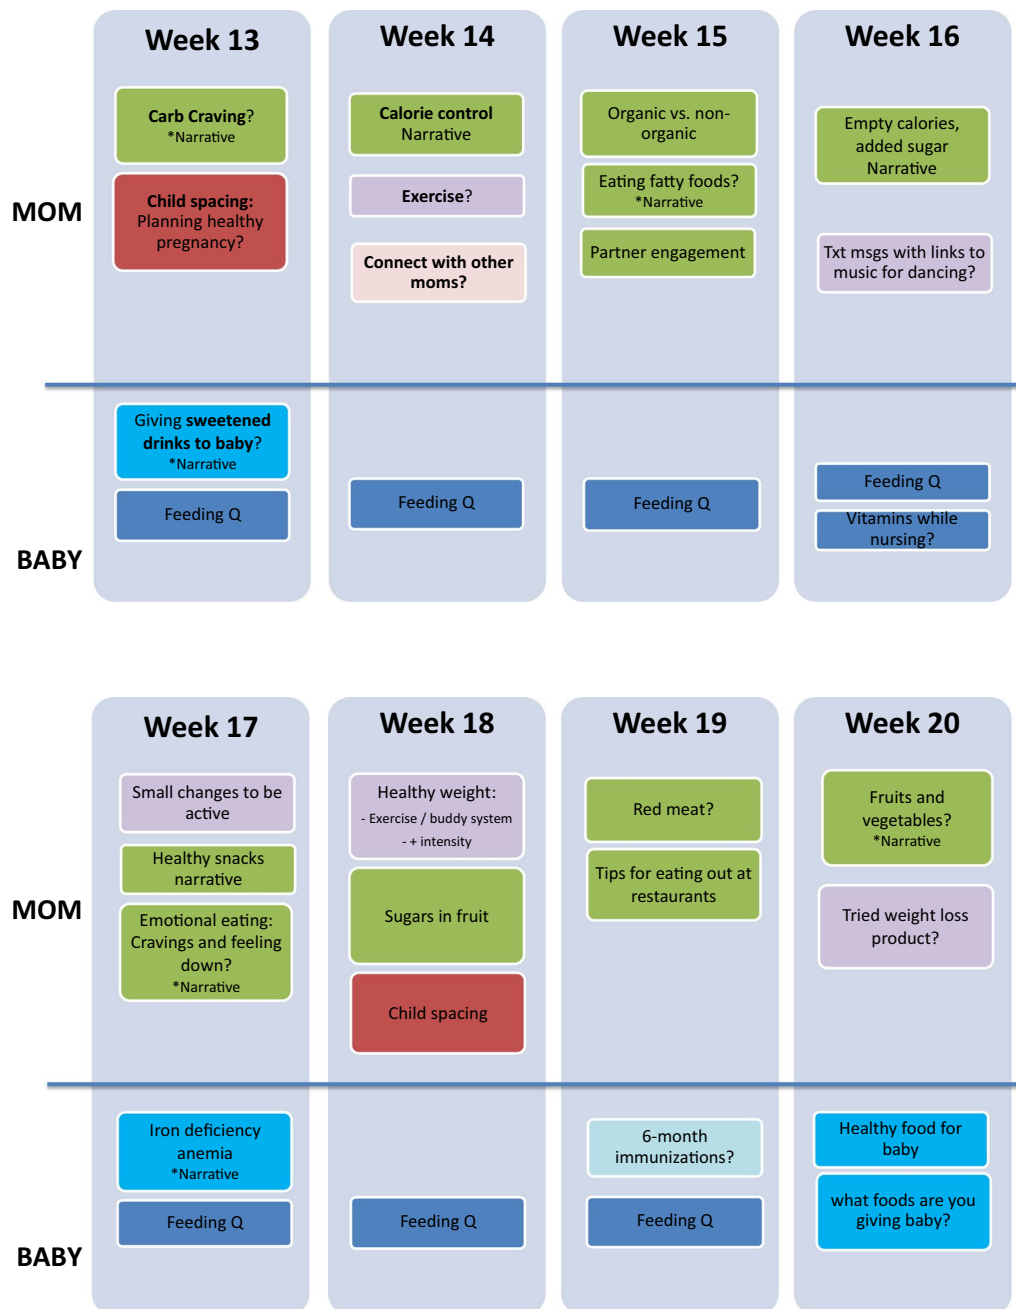 Week 13
Week 14
Week 15
Week 16
MOM
Carb Craving?
*Narrative
Child spacing:
Planning healthy
pregnancy?
Calorie control
Narrative
Exercise?
Connect with other
moms?
Organic vs. non-
organic
Eating fatty foods?
*Narrative
Partner engagement
Empty calories,
added sugar
Narrative
Txt msgs with links to
music for dancing?
BABY
Giving sweetened
drinks to baby?
*Narrative
Feeding Q
Feeding Q
Feeding Q
Feeding Q
Vitamins while
nursing?
Week 17
Week 18
Week 19
Week 20
MOM
Small changes to be
active
Healthy snacks
narrative
Emotional eating:
Cravings and feeling
down?
*Narrative
Healthy weight:
- Exercise / buddy system
- + intensity
Sugars in fruit
Child spacing
Red meat?
Tips for eating out at
restaurants
Fruits and
vegetables?
*Narrative
Tried weight loss
product?
BABY
Iron deficiency
anemia
*Narrative
Feeding Q
Feeding Q
6-month
immunizations?
Feeding Q
Healthy food for
baby
what foods are you
giving baby?